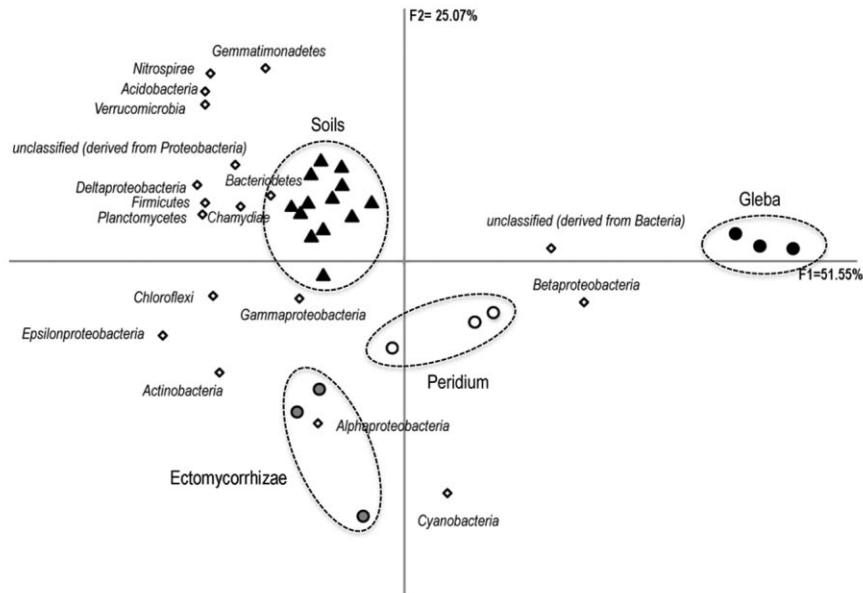 F2= 25.07%
Gemmatimonadetes
Nitrospirae
Acidobacteria
Verrucomicrobia
Soils
unclassified (derived from Proteobacteria)
Bacteriodetes
Deltaproteobacteria
Firmicutes
Planctomycetes
Chamydiae
Gleba
unclassified (derived from Bacteria)
F1=51.55%
Betaproteobacteria
Chloroflexi
Gammaproteobacteria
Epsilonproteobacteria
Peridium
Actinobacteria
Alphaproteobacteria
Ectomycorrhizae
Cyanobacteria